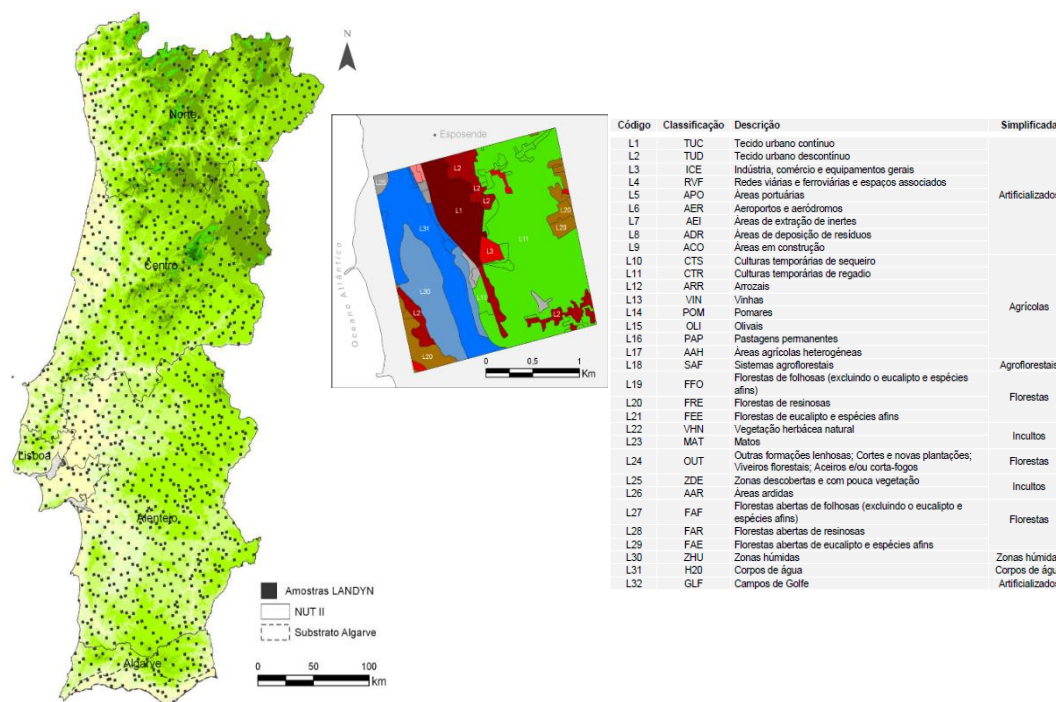 Norte
Centro
Lisboa
Alentejo
Algarve
Amostras LANDYN
NUT II
Substrato Algarve
0 50 100
km
N
Esposende
Oceano Atlântico
L25
L2
L2
L1
L2
L31
L3
L11
L20
L20
L30
L2
L11
L20
L2
0 0,5 1
Km
Código Classificação Descrição Simplificada
L1 TUC Tecido urbano contínuo
L2 TUD Tecido urbano descontínuo
L3 ICE Indústria, comércio e equipamentos gerais
L4 RVF Redes viárias e ferroviárias e espaços associados
L5 APO Áreas portuárias Artificializados
L6 AER Aeroportos e aeródromos
L7 AEI Áreas de extração de inertes
L8 ADR Áreas de deposição de resíduos
L9 ACO Áreas em construção
L10 CTS Culturas temporárias de sequeiro
L11 CTR Culturas temporárias de regadio
L12 ARR Arrozais
L13 VIN Vinhas
L14 POM Pomares Agrícolas
L15 OLI Olivais
L16 PAP Pastagens permanentes
L17 AAH Áreas agrícolas heterogéneas
L18 SAF Sistemas agroflorestais Agroflorestais
L19 FFO Florestas de folhosas (excluindo o eucalipto e espécies
afins)
L20 FRE Florestas de resinosas Florestas
L21 FEE Florestas de eucalipto e espécies afins
L22 VHN Vegetação herbácea natural Incultos
L23 MAT Matos
L24 OUT Outras formações lenhosas; Cortes e novas plantações; Florestas
Viveiros florestais; Aceiros e/ou corta-fogos
L25 ZDE Zonas descobertas e com pouca vegetação Incultos
L26 AAR Áreas ardidas
L27 FAF Florestas abertas de folhosas (excluindo o eucalipto e
espécies afins) Florestas
L28 FAR Florestas abertas de resinosas
L29 FAE Florestas abertas de eucalipto e espécies afins
L30 ZHU Zonas húmidas Zonas húmida
L31 H20 Corpos de água Corpos de águ
L32 GLF Campos de Golfe Artificializados